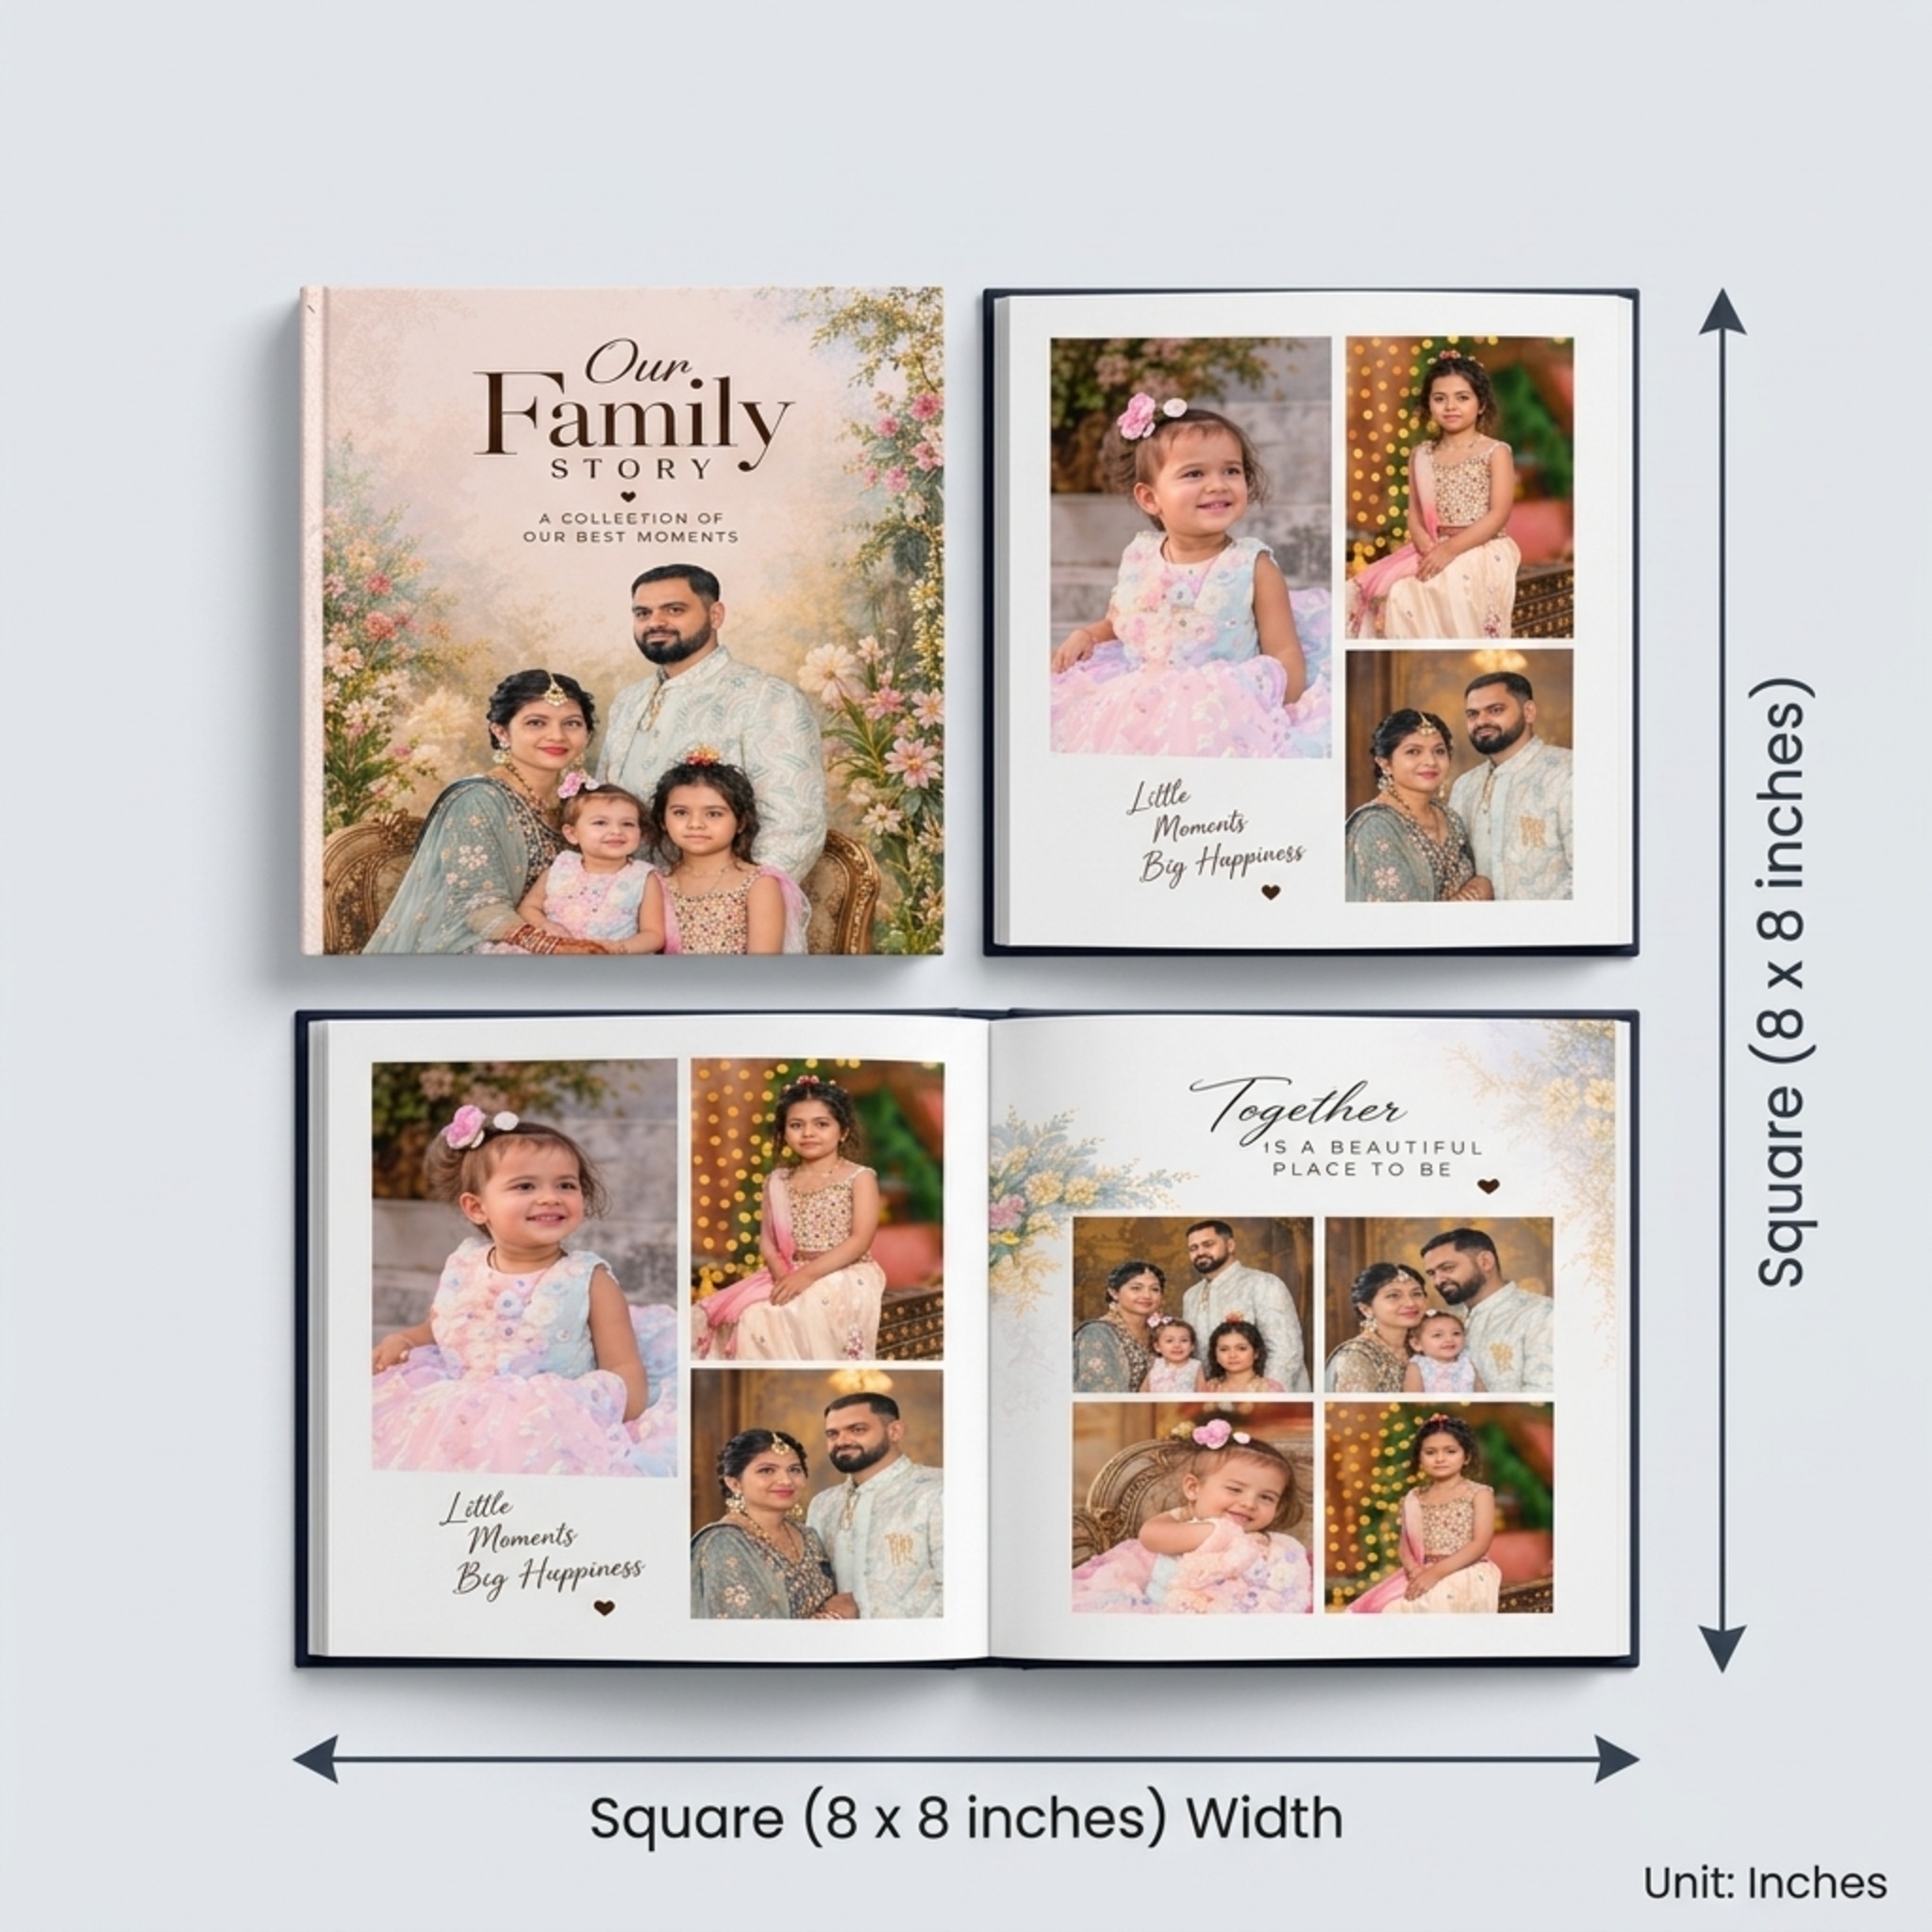 Our
Family
STORY
A COLLECTION OF
OUR BEST MOMENTS
Little
Moments
Big Happiness
Little
Moments
Big Happiness
Together
IS A BEAUTIFUL
PLACE TO BE
Square (8 x 8 inches)
Square (8 x 8 inches) Width
Unit: Inches